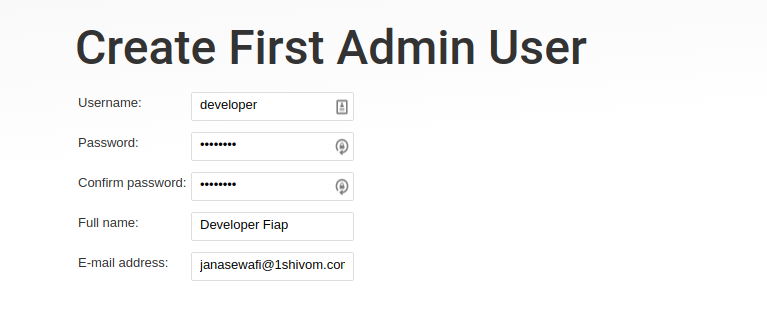 Create First Admin User
Username: developer
Password: ••••••••
Confirm password: ••••••••
Full name: Developer Fiap
E-mail address: janasewafi@1shivom.cor